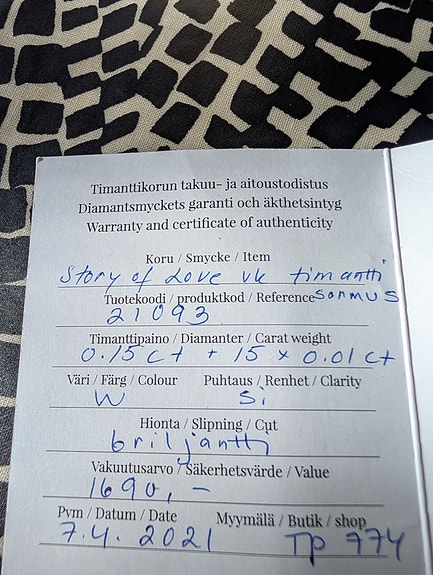 Timanttikorun takuu- ja aitoustodistus
Diamantsmyckets garanti och äkthetsintyg
Warranty and certificate of authenticity
Koru / Smycke / Item
Story of Love vk timantti
Tuotekoodi / produktkod / Reference sormus
21093
Timanttipaino / Diamanter / Carat weight
0.15 ct + 15 x 0.01 ct
Väri / Färg / Colour Puhtaus / Renhet / Clarity
W Si
Hionta / Slipning / Cut
briljantti
Vakuutusarvo / Säkerhetsvärde / Value
1690,-
Pvm / Datum / Date Myymälä / Butik / shop
7.4.2021 TP 774